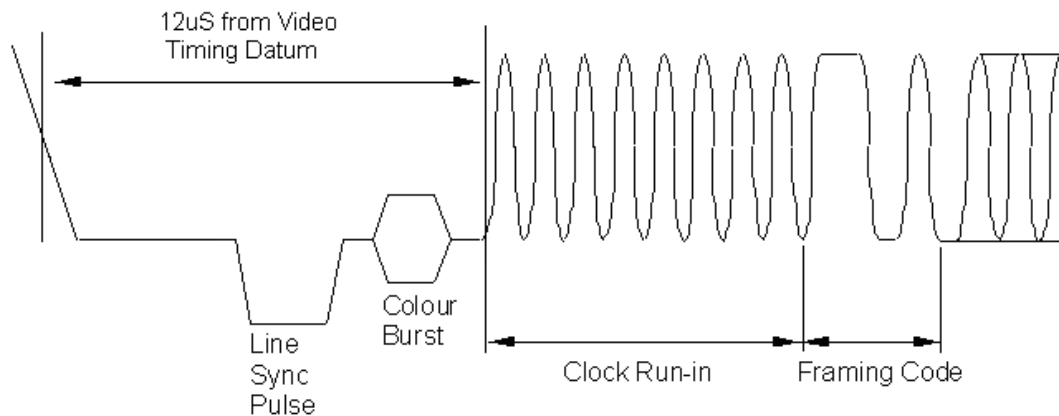 12uS from Video
Timing Datum
Colour
Burst
Line
Sync
Pulse
Clock Run-in
Framing Code